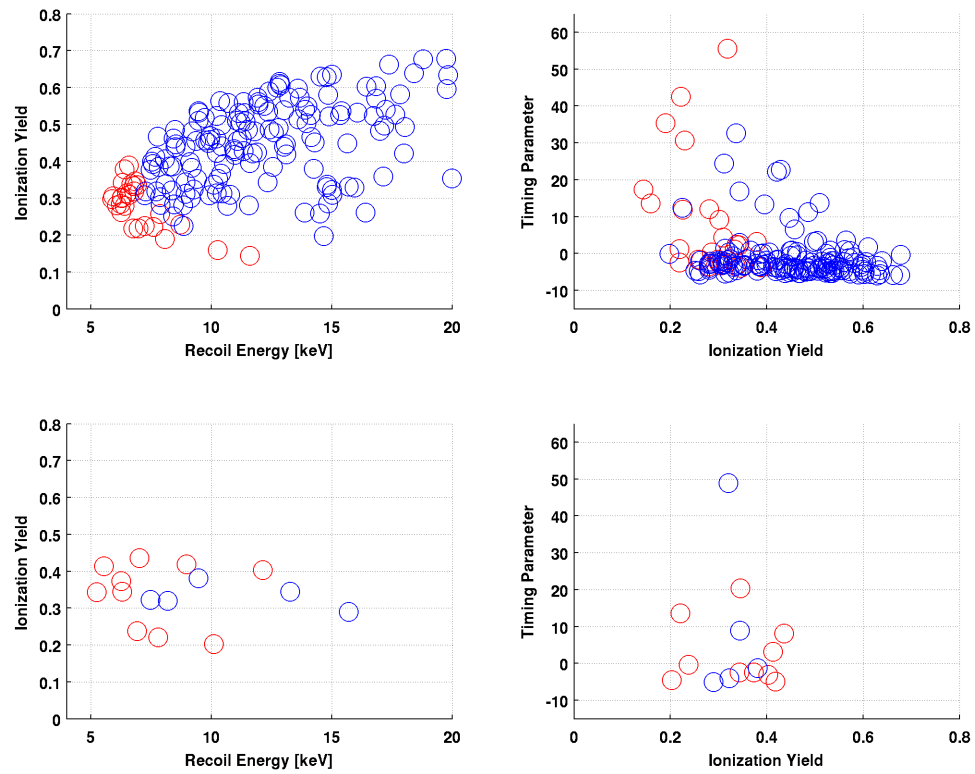 0.8
0.7
0.6
0.5
0.4
0.3
0.2
0.1
0
Ionization Yield
5 10 15 20
Recoil Energy [keV]
60
50
40
30
20
10
0
-10
Timing Parameter
0 0.2 0.4 0.6 0.8
Ionization Yield
0.8
0.7
0.6
0.5
0.4
0.3
0.2
0.1
0
Ionization Yield
5 10 15 20
Recoil Energy [keV]
60
50
40
30
20
10
0
-10
Timing Parameter
0 0.2 0.4 0.6 0.8
Ionization Yield